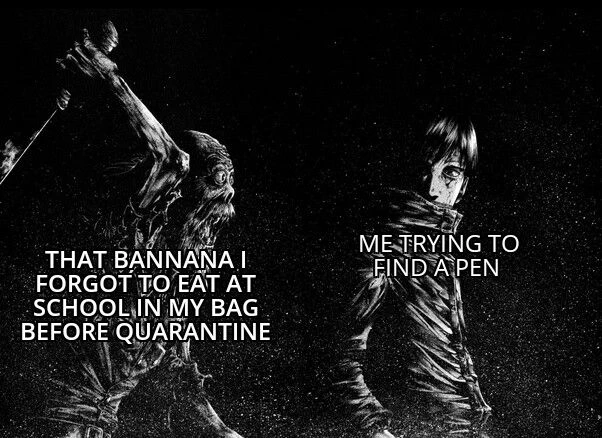 THAT BANNANA I
FORGOT TO EAT AT
SCHOOL IN MY BAG
BEFORE QUARANTINE
ME TRYING TO
FIND A PEN